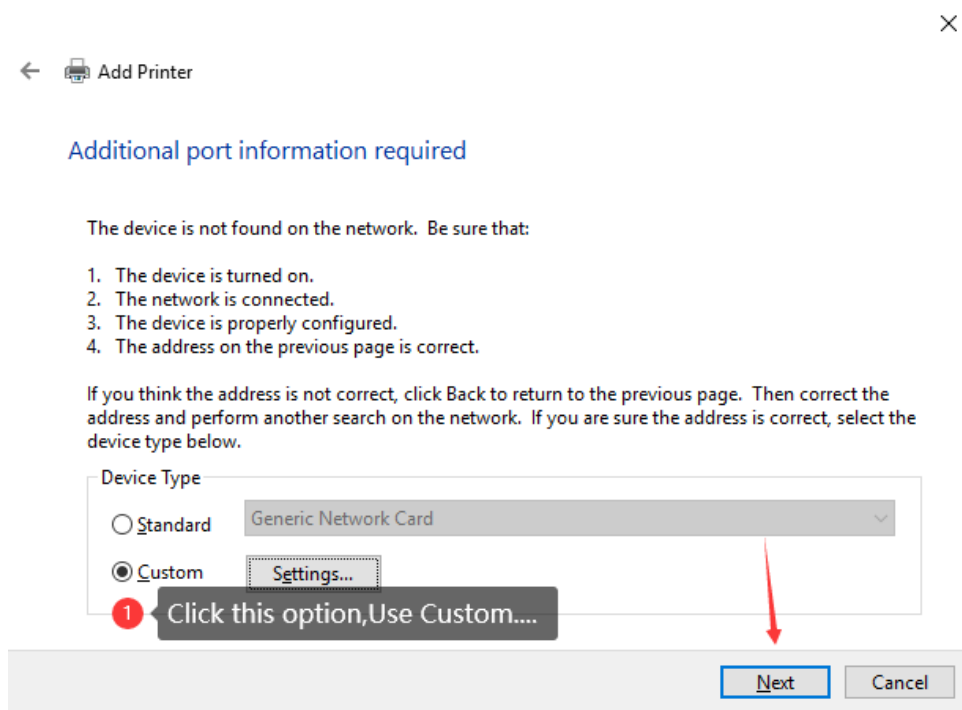 Add Printer
Additional port information required
The device is not found on the network.  Be sure that:
1.  The device is turned on.
2.  The network is connected.
3.  The device is properly configured.
4.  The address on the previous page is correct.
If you think the address is not correct, click Back to return to the previous page.  Then correct the
address and perform another search on the network.  If you are sure the address is correct, select the
device type below.
Device Type
Standard
Generic Network Card
Custom
Settings...
1
Click this option,Use Custom....
Next
Cancel